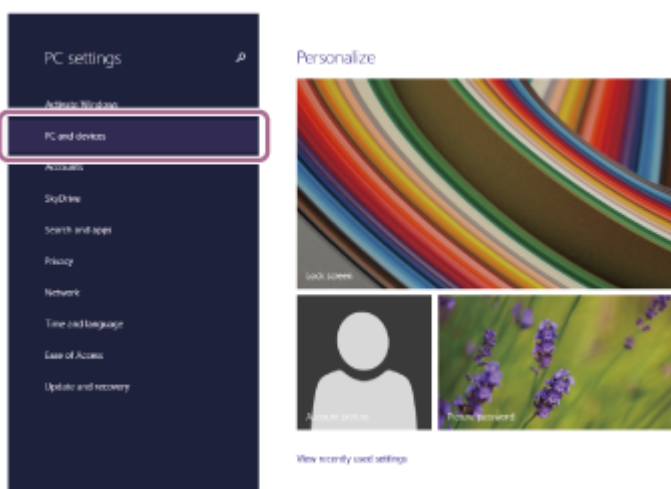 PC settings
Activate Windows
PC and devices
Accounts
SkyDrive
Search and apps
Privacy
Network
Time and language
Ease of Access
Update and recovery
Personalize
Lock screen
Account picture
Picture password
View recently used settings